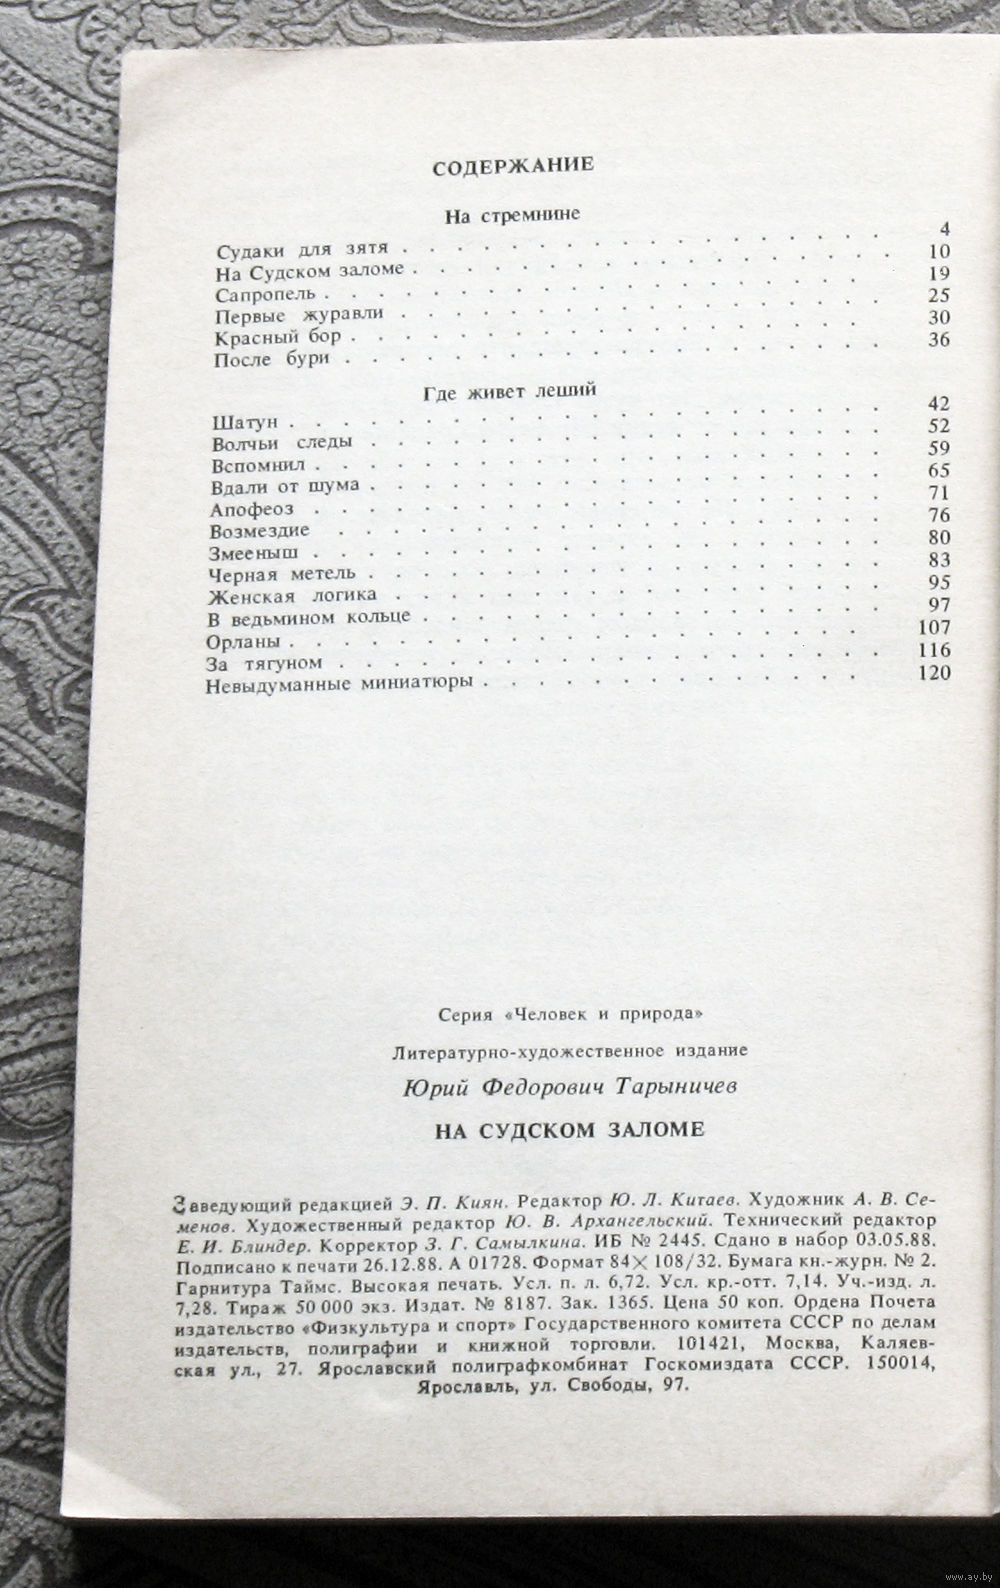 СОДЕРЖАНИЕ
На стремнине
Судаки для зятя . . . . . . . . . . . . . . . . . . 4
На Судском заломе . . . . . . . . . . . . . . . . . . 10
Сапропель . . . . . . . . . . . . . . . . . . . . 19
Первые журавли . . . . . . . . . . . . . . . . . . 25
Красный бор . . . . . . . . . . . . . . . . . . . 30
После бури . . . . . . . . . . . . . . . . . . . . 36
Где живет леший
Шатун . . . . . . . . . . . . . . . . . . . . . . 42
Волчьи следы . . . . . . . . . . . . . . . . . . . 52
Вспомнил . . . . . . . . . . . . . . . . . . . . . 59
Вдали от шума . . . . . . . . . . . . . . . . . . . 65
Апофеоз . . . . . . . . . . . . . . . . . . . . . 71
Возмездие . . . . . . . . . . . . . . . . . . . . 76
Змееныш . . . . . . . . . . . . . . . . . . . . . 80
Черная метель . . . . . . . . . . . . . . . . . . . 83
Женская логика . . . . . . . . . . . . . . . . . . 95
В ведьмином кольце . . . . . . . . . . . . . . . . . 97
Орланы . . . . . . . . . . . . . . . . . . . . . 107
За тягуном . . . . . . . . . . . . . . . . . . . . 116
Невыдуманные миниатюры . . . . . . . . . . . . . . 120
Серия «Человек и природа»
Литературно-художественное издание
Юрий Федорович Тарыничев
НА СУДСКОМ ЗАЛОМЕ
Заведующий редакцией Э. П. Киян. Редактор Ю. Л. Китаев. Художник А. В. Се-
менов. Художественный редактор Ю. В. Архангельский. Технический редактор
Е. И. Блиндер. Корректор З. Г. Самылкина. ИБ № 2445. Сдано в набор 03.05.88.
Подписано к печати 26.12.88. А 01728. Формат 84×108/32. Бумага кн.-журн. № 2.
Гарнитура Таймс. Высокая печать. Усл. п. л. 6,72. Усл. кр.-отт. 7,14. Уч.-изд. л.
7,28. Тираж 50 000 экз. Издат. № 8187. Зак. 1365. Цена 50 коп. Ордена Почета
издательство «Физкультура и спорт» Государственного комитета СССР по делам
издательств, полиграфии и книжной торговли. 101421, Москва, Каляев-
ская ул., 27. Ярославский полиграфкомбинат Госкомиздата СССР. 150014,
Ярославль, ул. Свободы, 97.
www.ay.by